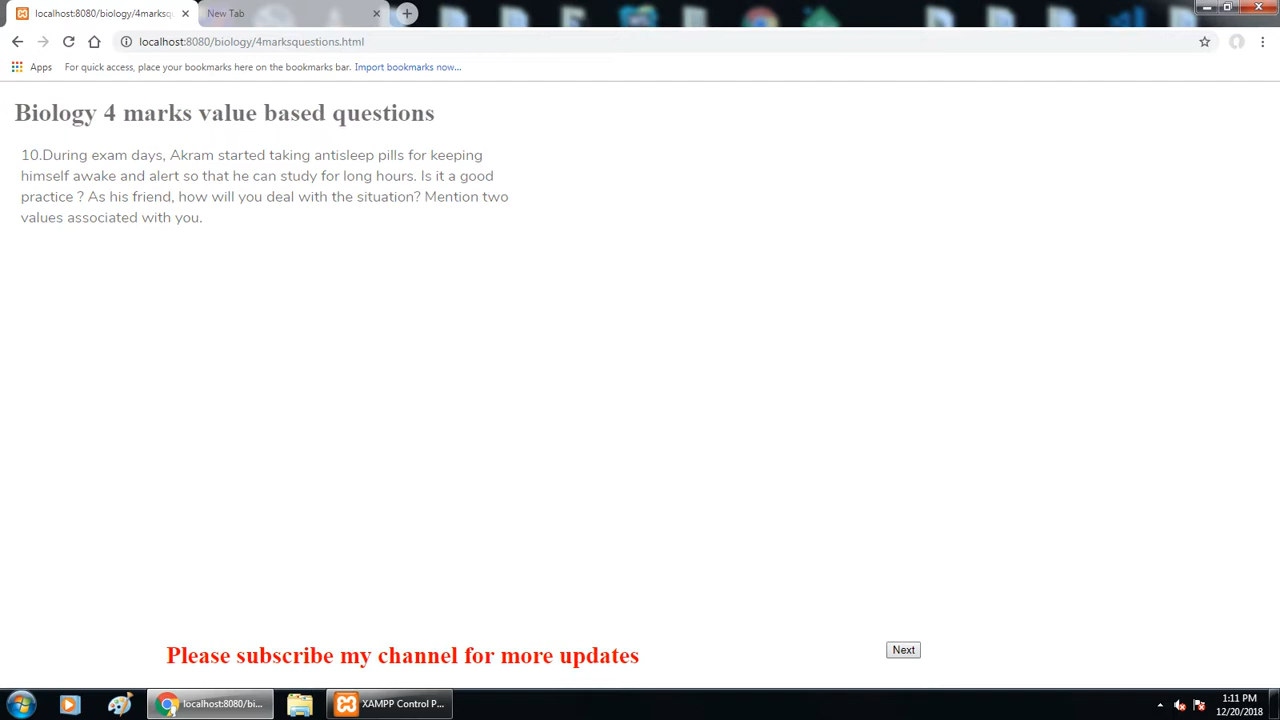 localhost:8080/biology/4marksqu
New Tab
localhost:8080/biology/4marksquestions.html
Apps
For quick access, place your bookmarks here on the bookmarks bar. Import bookmarks now...
Biology 4 marks value based questions
10.During exam days, Akram started taking antisleep pills for keeping
himself awake and alert so that he can study for long hours. Is it a good
practice ? As his friend, how will you deal with the situation? Mention two
values associated with you.
Please subscribe my channel for more updates
Next
localhost:8080/bi...
XAMPP Control P...
1:11 PM
12/20/2018